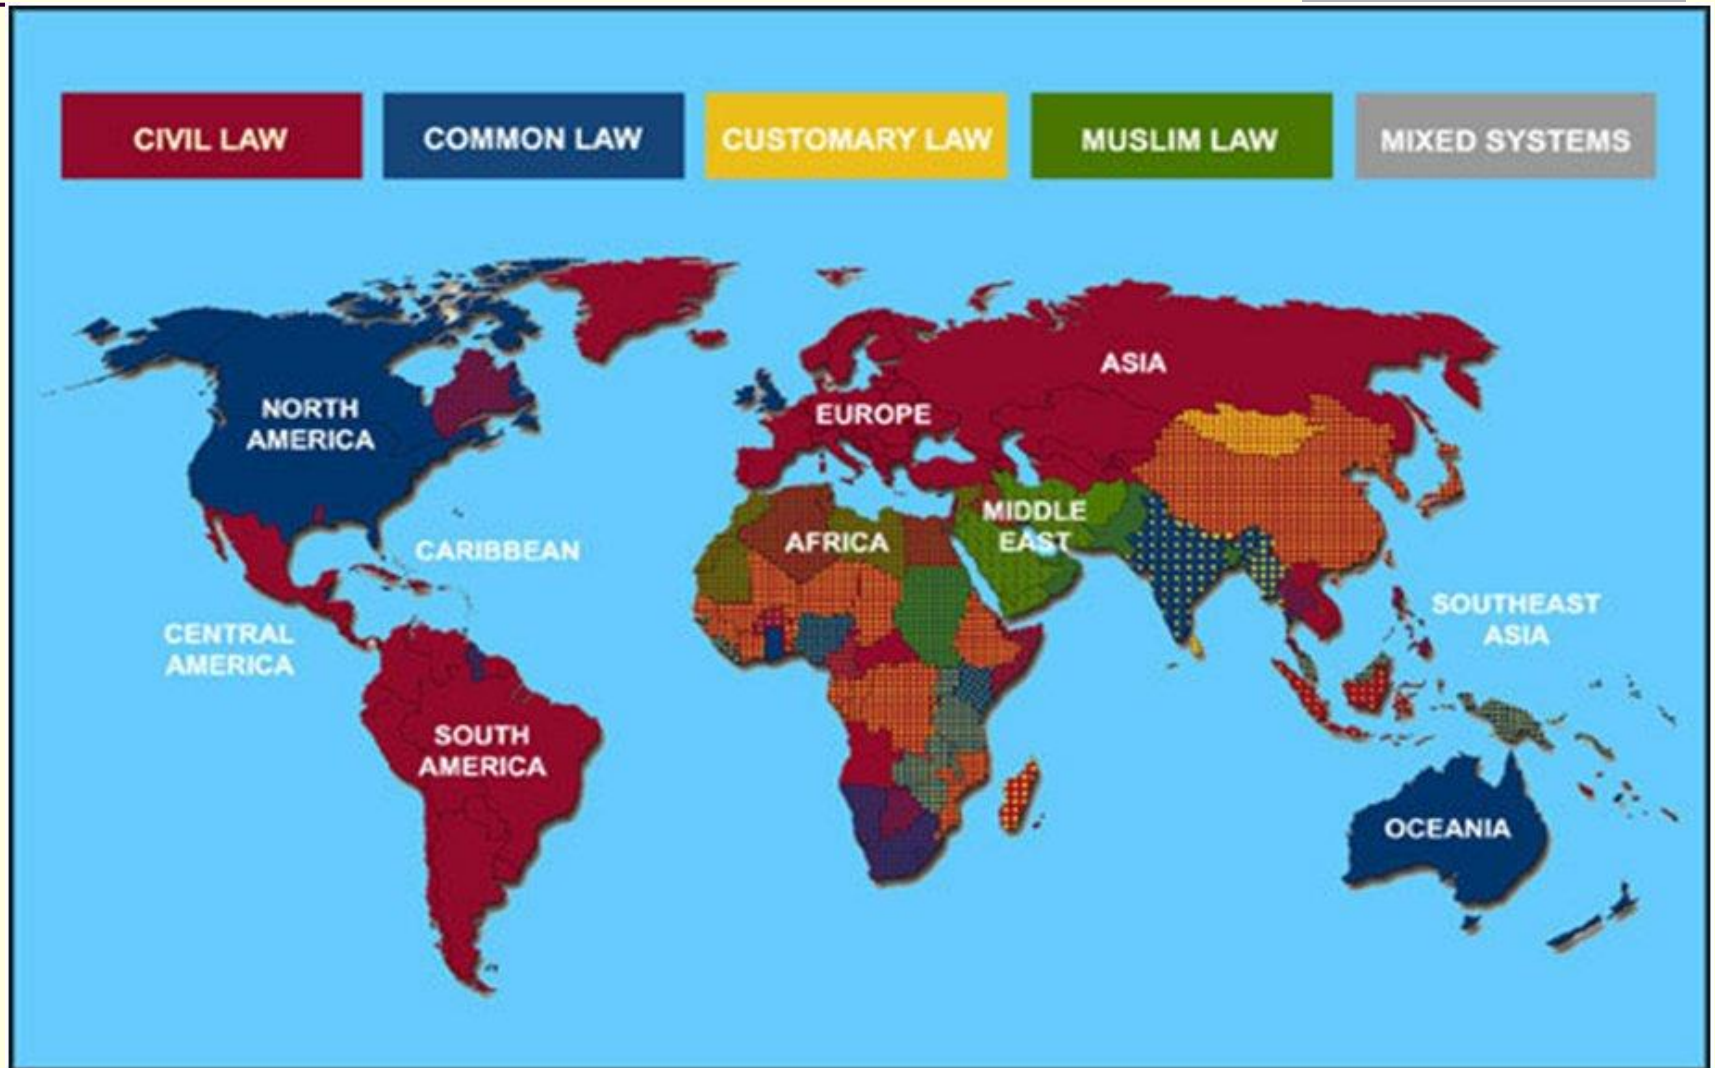 CIVIL LAW
COMMON LAW
CUSTOMARY LAW
MUSLIM LAW
MIXED SYSTEMS
NORTH
AMERICA
CARIBBEAN
CENTRAL
AMERICA
SOUTH
AMERICA
EUROPE
ASIA
AFRICA
MIDDLE
EAST
SOUTHEAST
ASIA
OCEANIA